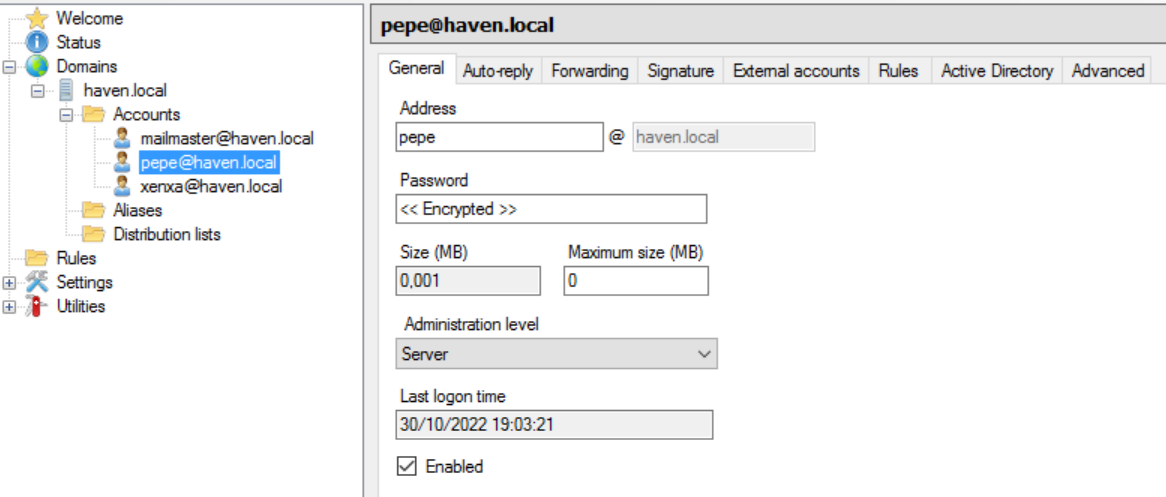 Welcome
Status
Domains
haven.local
Accounts
mailmaster@haven.local
pepe@haven.local
xenxa@haven.local
Aliases
Distribution lists
Rules
Settings
Utilities
pepe@haven.local
General Auto-reply Forwarding Signature External accounts Rules Active Directory Advanced
Address
pepe @ haven.local
Password
<< Encrypted >>
Size (MB) Maximum size (MB)
0,001 0
Administration level
Server
Last logon time
30/10/2022 19:03:21
Enabled